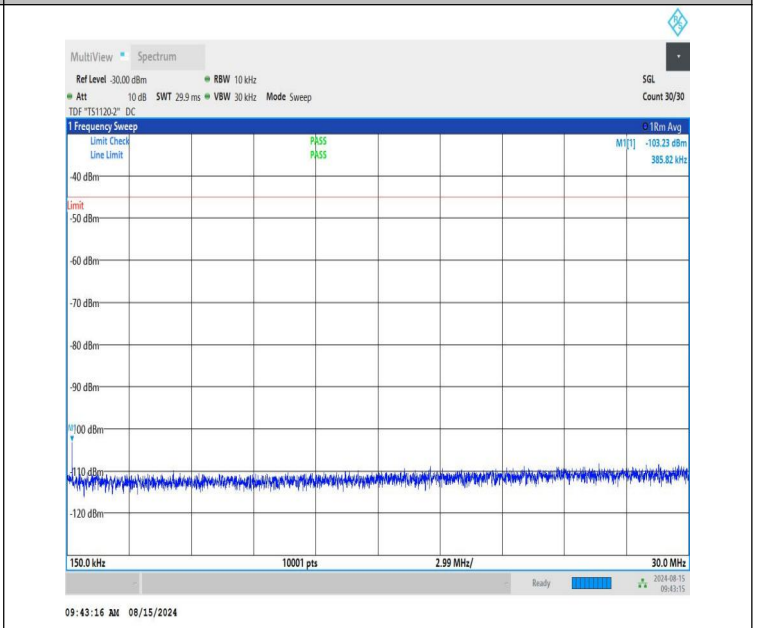 R S
MultiView Spectrum
Ref Level -30.00 dBm RBW 10 kHz SGL
Att 10 dB SWT 29.9 ms VBW 30 kHz Mode Sweep Count 30/30
TDF "TS1120-2" DC
1 Frequency Sweep 1Rm Avg
Limit Check PASS M1[1] -103.23 dBm
Line Limit PASS 385.82 kHz
-40 dBm
Limit
-50 dBm
-60 dBm
-70 dBm
-80 dBm
-90 dBm
M1
-100 dBm
-110 dBm
-120 dBm
150.0 kHz 10001 pts 2.99 MHz/ 30.0 MHz
Ready 2024-08-15
09:43:15
09:43:16 AM 08/15/2024